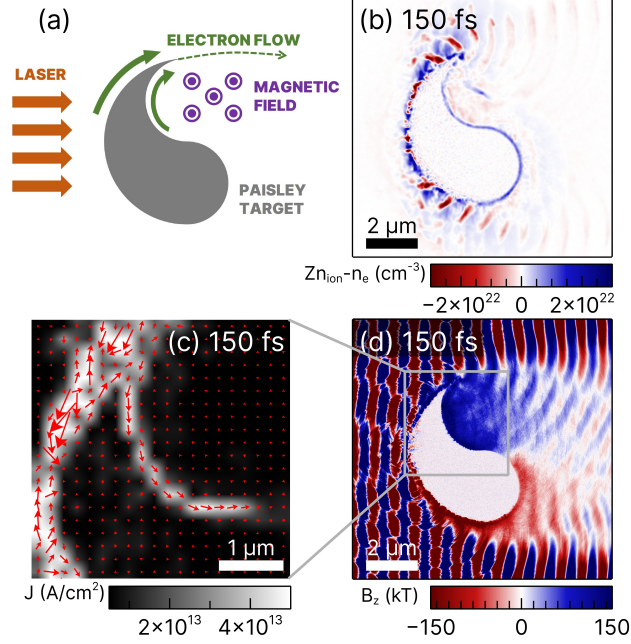 (a)
ELECTRON FLOW
LASER
MAGNETIC
FIELD
PAISLEY
TARGET
(b) 150 fs
2 μm
Zn_ion-n_e (cm⁻³)
−2×10²² 0 2×10²²
(c) 150 fs
1 μm
J (A/cm²)
2×10¹³ 4×10¹³
(d) 150 fs
2 μm
B_z (kT)
−150 0 150